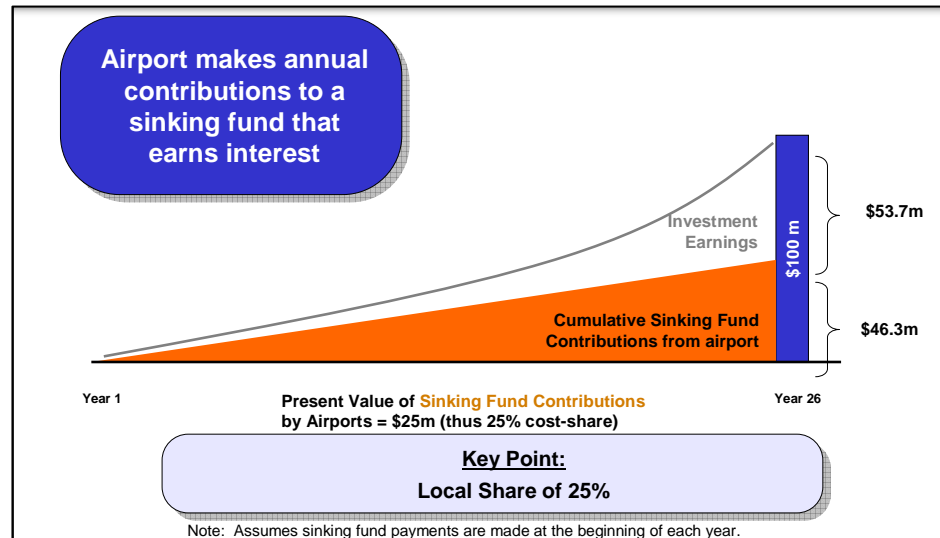 Airport makes annual
contributions to a
sinking fund that
earns interest
Investment
Earnings
$100 m
$53.7m
Cumulative Sinking Fund
Contributions from airport
$46.3m
Year 1
Year 26
Present Value of Sinking Fund Contributions
by Airports = $25m (thus 25% cost-share)
Key Point:
Local Share of 25%
Note: Assumes sinking fund payments are made at the beginning of each year.